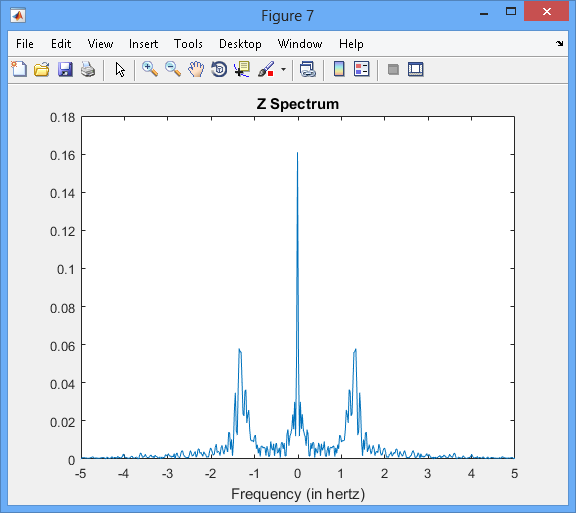 Figure 7
File Edit View Insert Tools Desktop Window Help
Z Spectrum
0.18
0.16
0.14
0.12
0.1
0.08
0.06
0.04
0.02
0
-5 -4 -3 -2 -1 0 1 2 3 4 5
Frequency (in hertz)